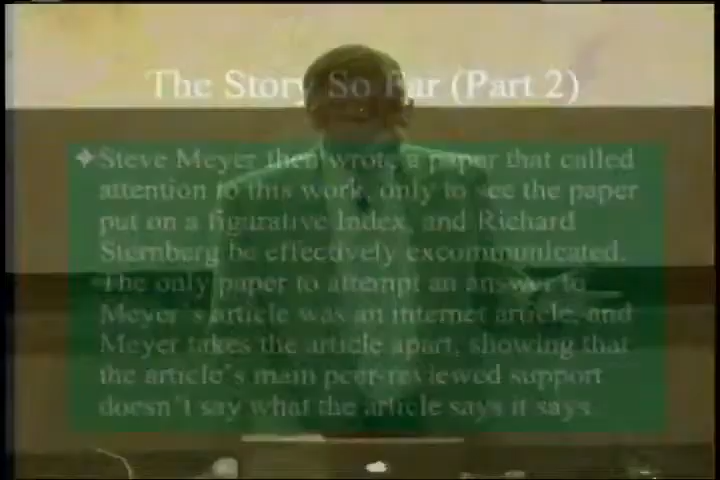 The Story So Far (Part 2)
❖Steve Meyer then wrote a paper that called
attention to this work, only to see the paper
put on a figurative Index, and Richard
Sternberg be effectively excommunicated.
The only paper to attempt an answer to
Meyer's article was an internet article, and
Meyer takes the article apart, showing that
the article's main peer-reviewed support
doesn't say what the article says it says.